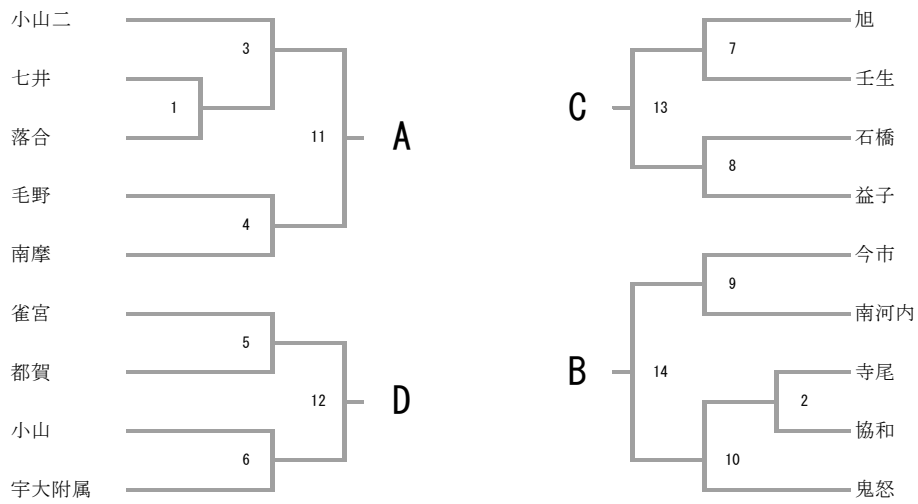 小山二
3
七井
1
落合
11
A
毛野
4
南摩
雀宮
5
都賀
12
D
小山
6
宇大附属
旭
7
壬生
C
13
石橋
8
益子
今市
9
南河内
B
14
寺尾
2
協和
10
鬼怒